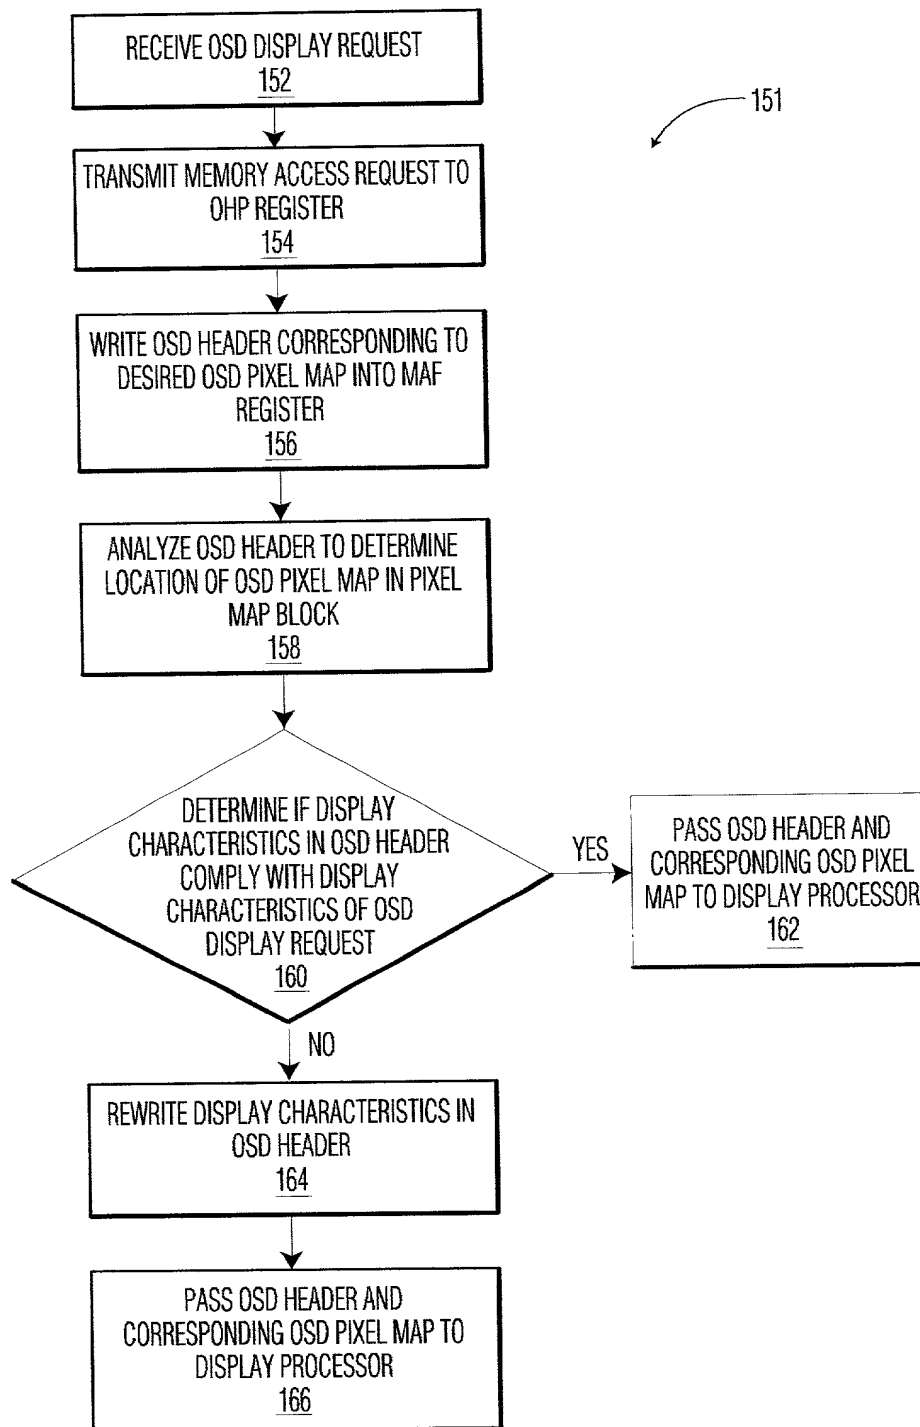 RECEIVE OSD DISPLAY REQUEST
152
151
TRANSMIT MEMORY ACCESS REQUEST TO
OHP REGISTER
154
WRITE OSD HEADER CORRESPONDING TO
DESIRED OSD PIXEL MAP INTO MAF
REGISTER
156
ANALYZE OSD HEADER TO DETERMINE
LOCATION OF OSD PIXEL MAP IN PIXEL
MAP BLOCK
158
DETERMINE IF DISPLAY
CHARACTERISTICS IN OSD HEADER
COMPLY WITH DISPLAY
CHARACTERISTICS OF OSD
DISPLAY REQUEST
160
YES
PASS OSD HEADER AND
CORRESPONDING OSD PIXEL
MAP TO DISPLAY PROCESSOR
162
NO
REWRITE DISPLAY CHARACTERISTICS IN
OSD HEADER
164
PASS OSD HEADER AND
CORRESPONDING OSD PIXEL MAP TO
DISPLAY PROCESSOR
166